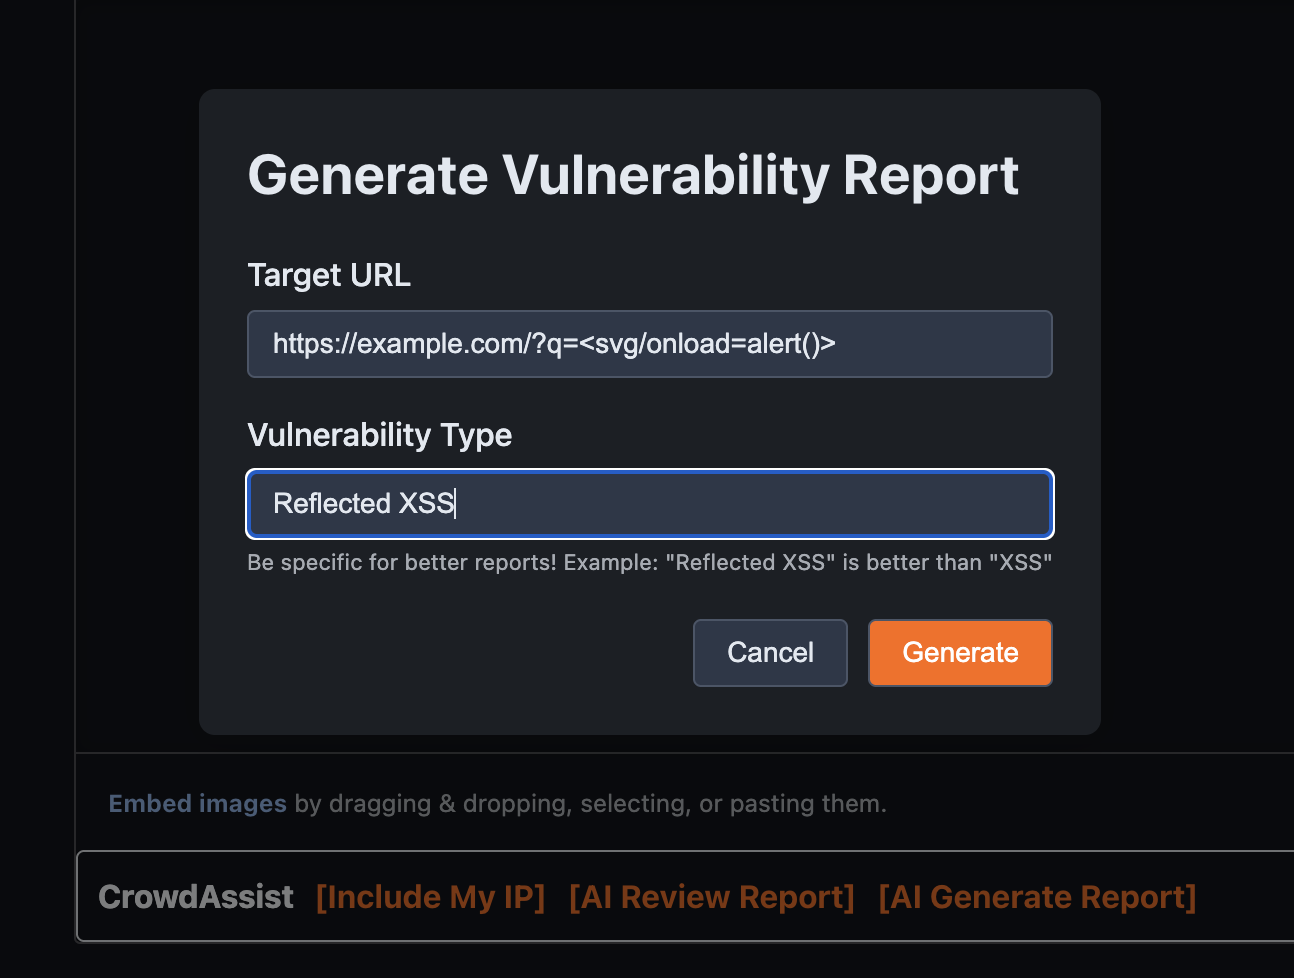 Generate Vulnerability Report
Target URL
https://example.com/?q=<svg/onload=alert()>
Vulnerability Type
Reflected XSS
Be specific for better reports! Example: "Reflected XSS" is better than "XSS"
Cancel Generate
Embed images by dragging & dropping, selecting, or pasting them.
CrowdAssist [Include My IP] [AI Review Report] [AI Generate Report]